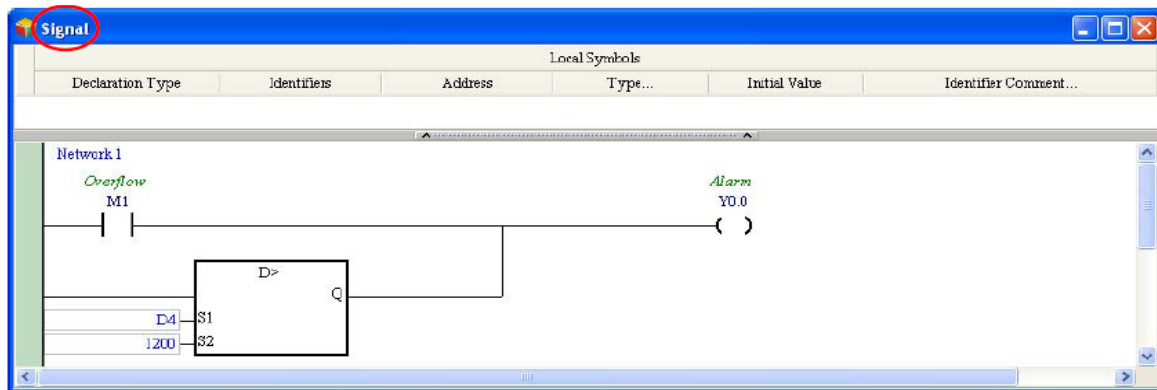 Signal
Local Symbols
Declaration Type Identifiers Address Type... Initial Value Identifier Comment...
Network 1
Overflow Alarm
M1 Y0.0
D>
Q
D4 S1
1200 S2